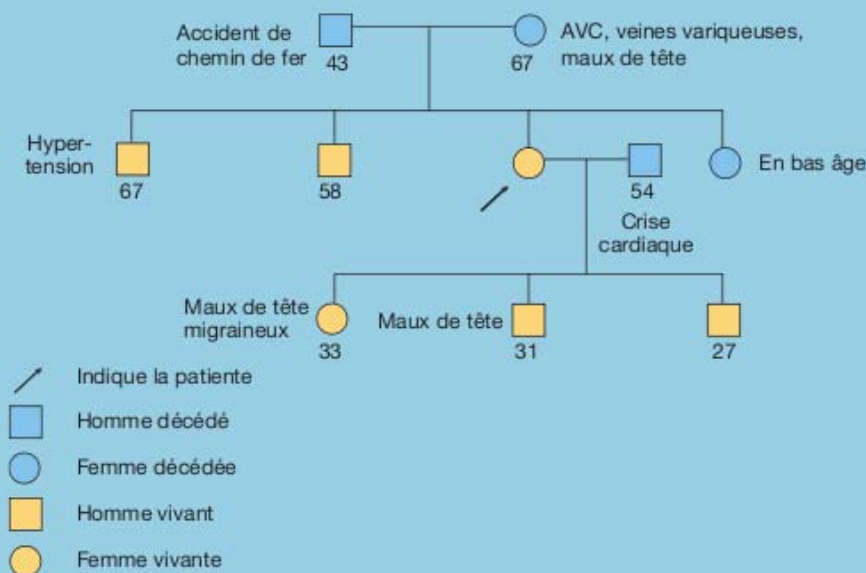 Accident de
chemin de fer
43
67
AVC, veines variqueuses,
maux de tête
Hyper-
tension
67
58
54
Crise
cardiaque
En bas âge
Maux de tête
migraineux
33
Maux de tête
31
27
Indique la patiente
Homme décédé
Femme décédée
Homme vivant
Femme vivante